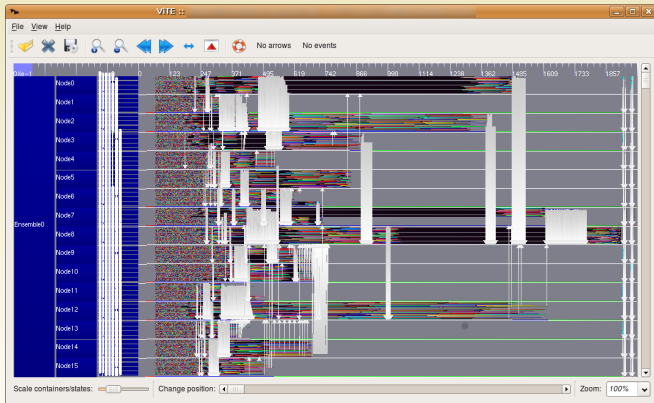 ViTE ::
File View Help
No arrows No events
0 123 247 371 495 619 742 866 990 1114 1238 1362 1485 1609 1733 1857
Node0
Node1
Node2
Node3
Node4
Node5
Node6
Node7
Ensemble0
Node8
Node9
Node10
Node11
Node12
Node13
Node14
Node15
Scale containers/states: Change position: Zoom: 100%